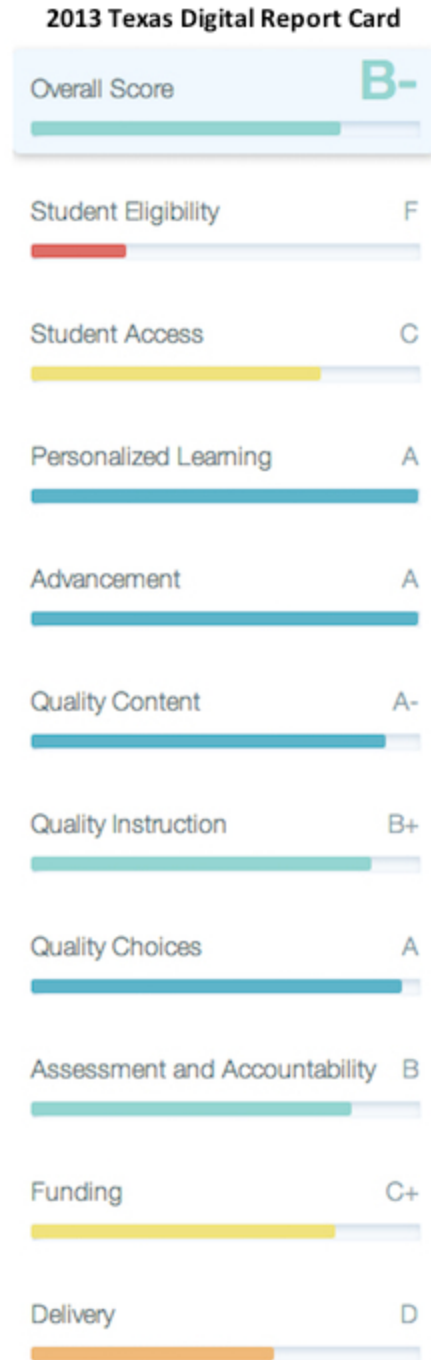 2013 Texas Digital Report Card
Overall Score B-
Student Eligibility F
Student Access C
Personalized Learning A
Advancement A
Quality Content A-
Quality Instruction B+
Quality Choices A
Assessment and Accountability B
Funding C+
Delivery D